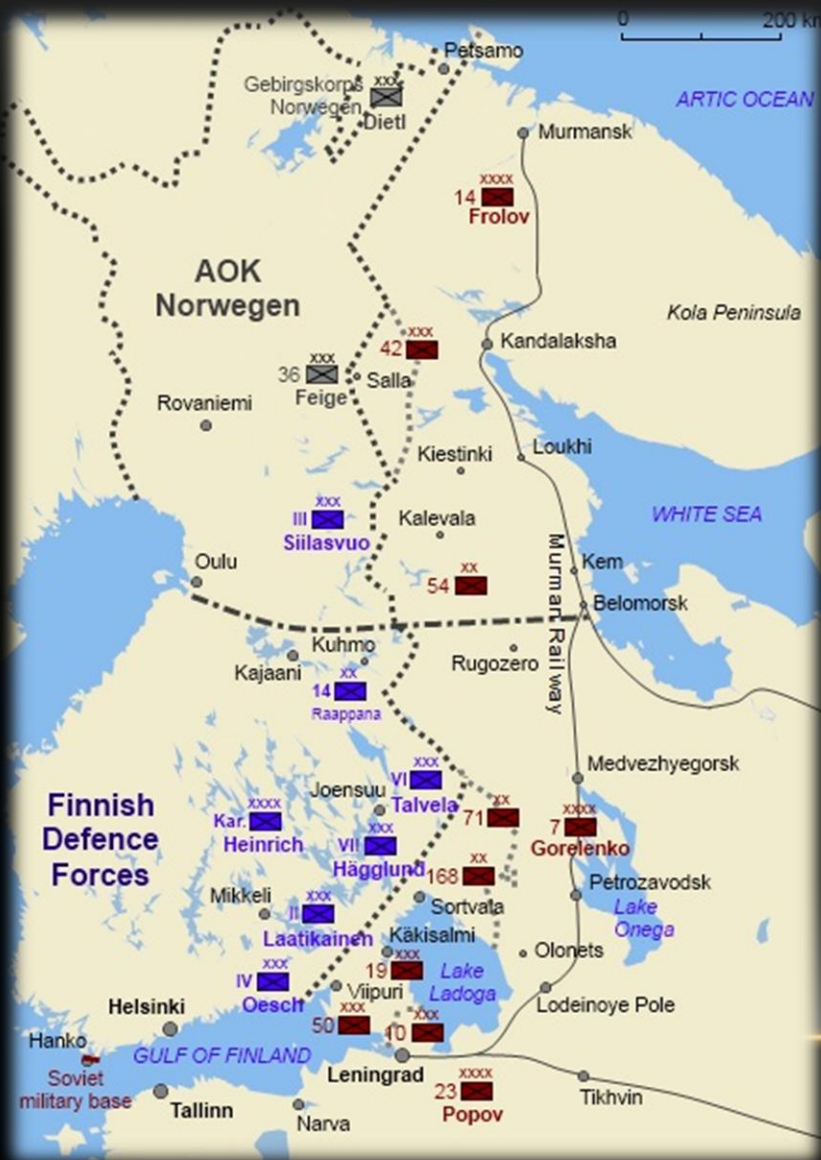 0 200 km
Petsamo
Gebirgskorps
Norwegen
xxx
Dietl
ARTIC OCEAN
Murmansk
xxxx
14
Frolov
AOK
Norwegen
Kola Peninsula
xxx
42
Kandalaksha
xxx
36
Feige
Salla
Rovaniemi
Kiestinki
Loukhi
xxx
III
Siilasvuo
Kalevala
WHITE SEA
Murman Railway
Oulu
xx
54
Kem
Belomorsk
Kuhmo
Kajaani
Rugozero
xx
14
Raappana
Medvezhyegorsk
xxx
VI
Talvela
Joensuu
Finnish
Defence
Forces
xxxx
Kar.
Heinrich
xx
71
xxxx
7
Gorelenko
xxx
VII
Hägglund
xx
168
Petrozavodsk
Lake
Onega
Mikkeli
xxx
II
Laatikainen
Sortvala
Käkisalmi
Olonets
xxx
IV
Oesch
xxx
19
Lake
Ladoga
Viipuri
Lodeinoye Pole
Helsinki
xxx
50
xxx
10
Hanko
Soviet
military base
GULF OF FINLAND
Leningrad
xxxx
23
Popov
Tikhvin
Tallinn
Narva